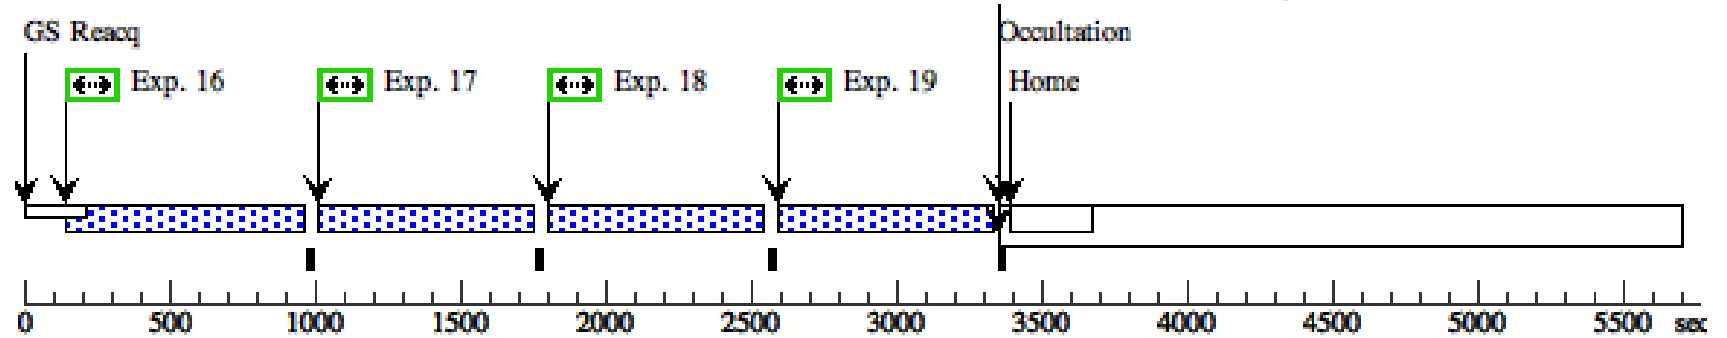 GS Reacq
Occultation
Exp. 16
Exp. 17
Exp. 18
Exp. 19
Home
0 500 1000 1500 2000 2500 3000 3500 4000 4500 5000 5500 sec